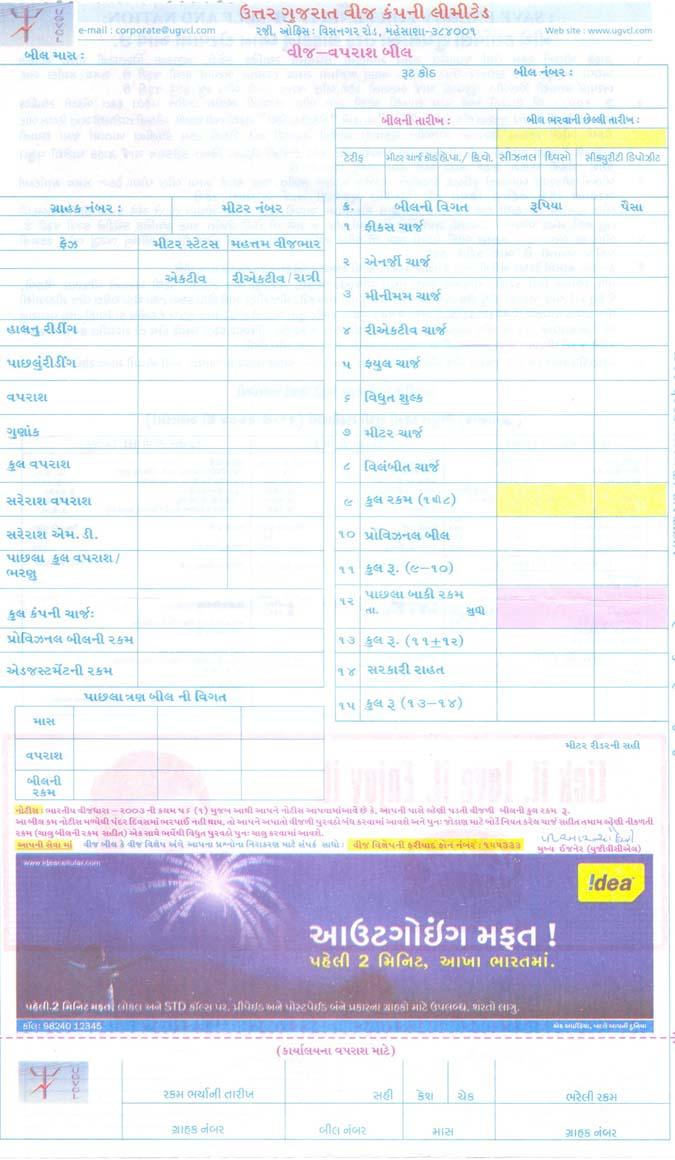 ઉત્તર ગુજરાત વીજ કંપની લીમીટેડ
UGVCL
e-mail : corporate@ugvcl.com રજી. ઓફિસ : વિસનગર રોડ, મહેસાણા-૩૮૪૦૦૧ Web site : www.ugvcl.com
બીલ માસ : વીજ-વપરાશ બીલ
રૂટ કોડ બીલ નંબર :
બીલની તારીખ : બીલ ભરવાની છેલ્લી તારીખ :
ટેરીફ મીટર ચાર્જ કોડ હો.પા./ કિ.વો. સીઝનલ દિવસો સીક્યુરીટી ડિપોઝીટ
ગ્રાહક નંબર : મીટર નંબર
ફેઝ મીટર સ્ટેટસ મહત્તમ વીજભાર
એકટીવ રીએકટીવ/રાત્રી
હાલનુ રીડીંગ
પાછલુંરીડીંગ
વપરાશ
ગુણાંક
કુલ વપરાશ
સરેરાશ વપરાશ
સરેરાશ એમ. ડી.
પાછલા કુલ વપરાશ/
ભરણુ
કુલ કંપની ચાર્જઃ
પ્રોવિઝનલ બીલની રકમ
એડજસ્ટમેંટની રકમ
ક્ર. બીલની વિગત રૂપિયા પૈસા
૧ ફીકસ ચાર્જ
૨ એનર્જી ચાર્જ
૩ મીનીમમ ચાર્જ
૪ રીએકટીવ ચાર્જ
૫ ફયુલ ચાર્જ
૬ વિધુત શુલ્ક
૭ મીટર ચાર્જ
૮ વિલંબીત ચાર્જ
૯ કુલ રકમ (૧થી૮)
૧૦ પ્રોવિઝનલ બીલ
૧૧ કુલ રૂ. (૯-૧૦)
૧૨ પાછલા બાકી રકમ
તા. સુધી
૧૩ કુલ રૂ. (૧૧±૧૨)
૧૪ સરકારી રાહત
૧૫ કુલ રૂ (૧૩-૧૪)
પાછલા ત્રણ બીલ ની વિગત
માસ
વપરાશ
બીલની
રકમ
મીટર રીડરની સહી
નોટીસ : ભારતીય વીજધારા - ૨૦૦૩ ની કલમ ૫૬ (૧) મુજબ આથી આપને નોટીસ આપવામાંઆવેં છે કે, આપની પાસે લેણી પડતી વીજળી બીલની કુલ રકમ રૂ.
આ બીલ કમ નોટીસ મળ્યેથી પંદર દિવસમાં ભરપાઈ નહી થાય, તો આપને અપાતો વીજળી પુરવઠો બંધ કરવામાં આવશે અને પુનઃ જોડાણ માટે બોર્ડે નિયત કરેલ ચાર્જ સહીત તમામ લેણી નીકળતી
રકમ (ચાલુ બીલની રકમ સહીત) એક સાથે ભર્યેથી વિધુત પુરવઠો પુનઃ ચાલુ કરવામાં આવશે.
આપની સેવા માં વીજ બીલ કે વીજ વિક્ષેપ અંગે આપના પ્રશ્નોના નિરાકરણ માટે સંપર્ક સાધો : વીજ વિક્ષેપની ફરીયાદ ફોન નંબર : ૧૫૫૩૩૩ મુખ્ય ઈજનેર (યુજીવીસીએલ)
www.ideacellular.com
!dea
આઉટગોઇંગ મફત !
પહેલી 2 મિનિટ, આખા ભારતમાં.
પહેલી 2 મિનિટ મફત, લોકલ અને STD કૉલ્સ પર. પ્રીપેઇડ અને પોસ્ટપેઇડ બંને પ્રકારના ગ્રાહકો માટે ઉપલબ્ધ. શરતો લાગુ.
કૉલ: 98240 12345 એક આઇડિયા, બદલે આપની દુનિયા
(કાર્યાલયના વપરાશ માટે)
UGVCL
રકમ ભર્યાની તારીખ સહી કેશ ચેક ભરેલી રકમ
ગ્રાહક નંબર બીલ નંબર માસ ગ્રાહક નંબર